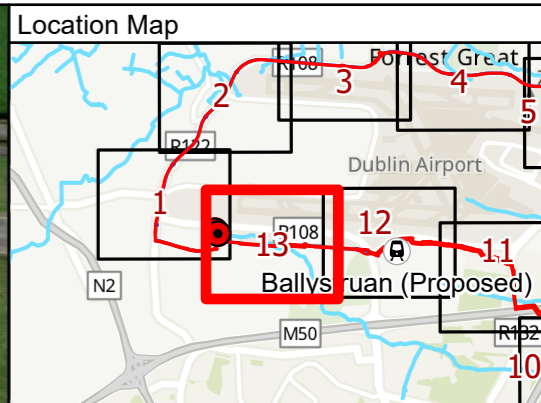 Location Map
R108
Forrest Great
3
4
2
5
R122
Dublin Airport
1
12
R108
13
11
N2
Ballystruan (Proposed)
M50
R132
10